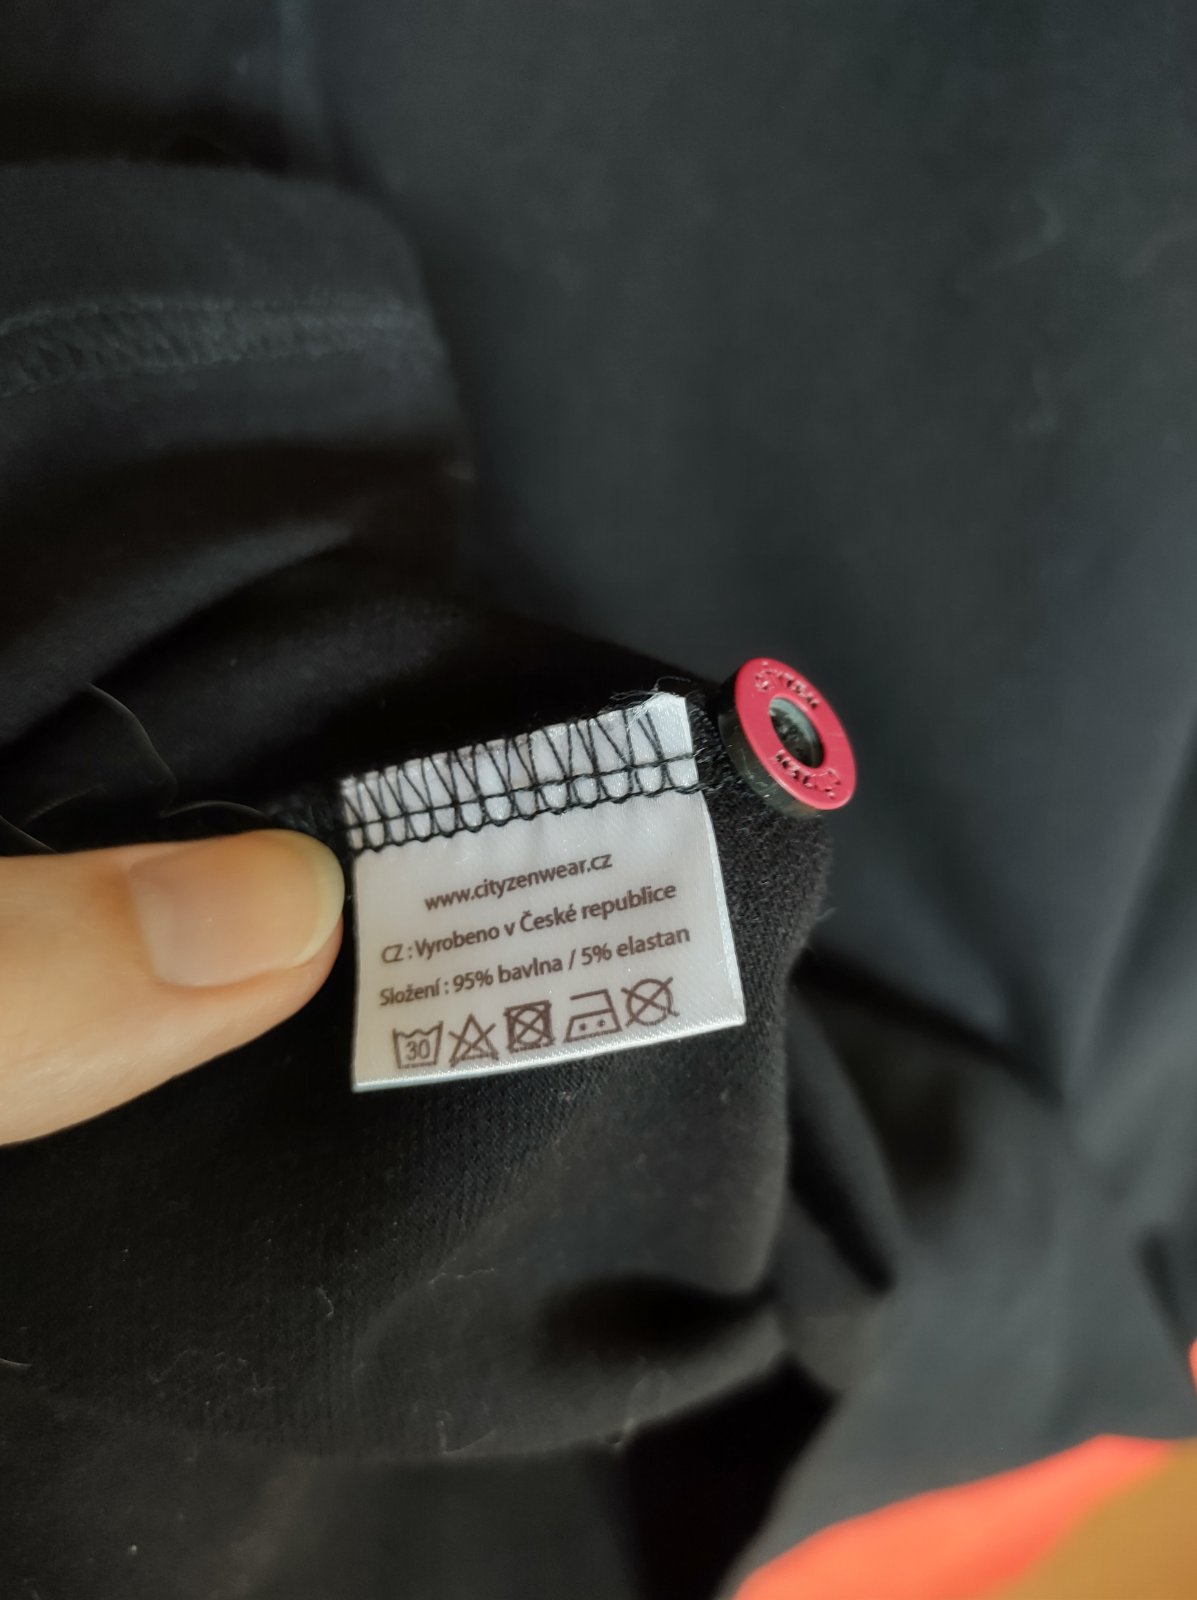 www.cityzenwear.cz
CZ : Vyrobeno v České republice
Složení : 95% bavlna / 5% elastan
30